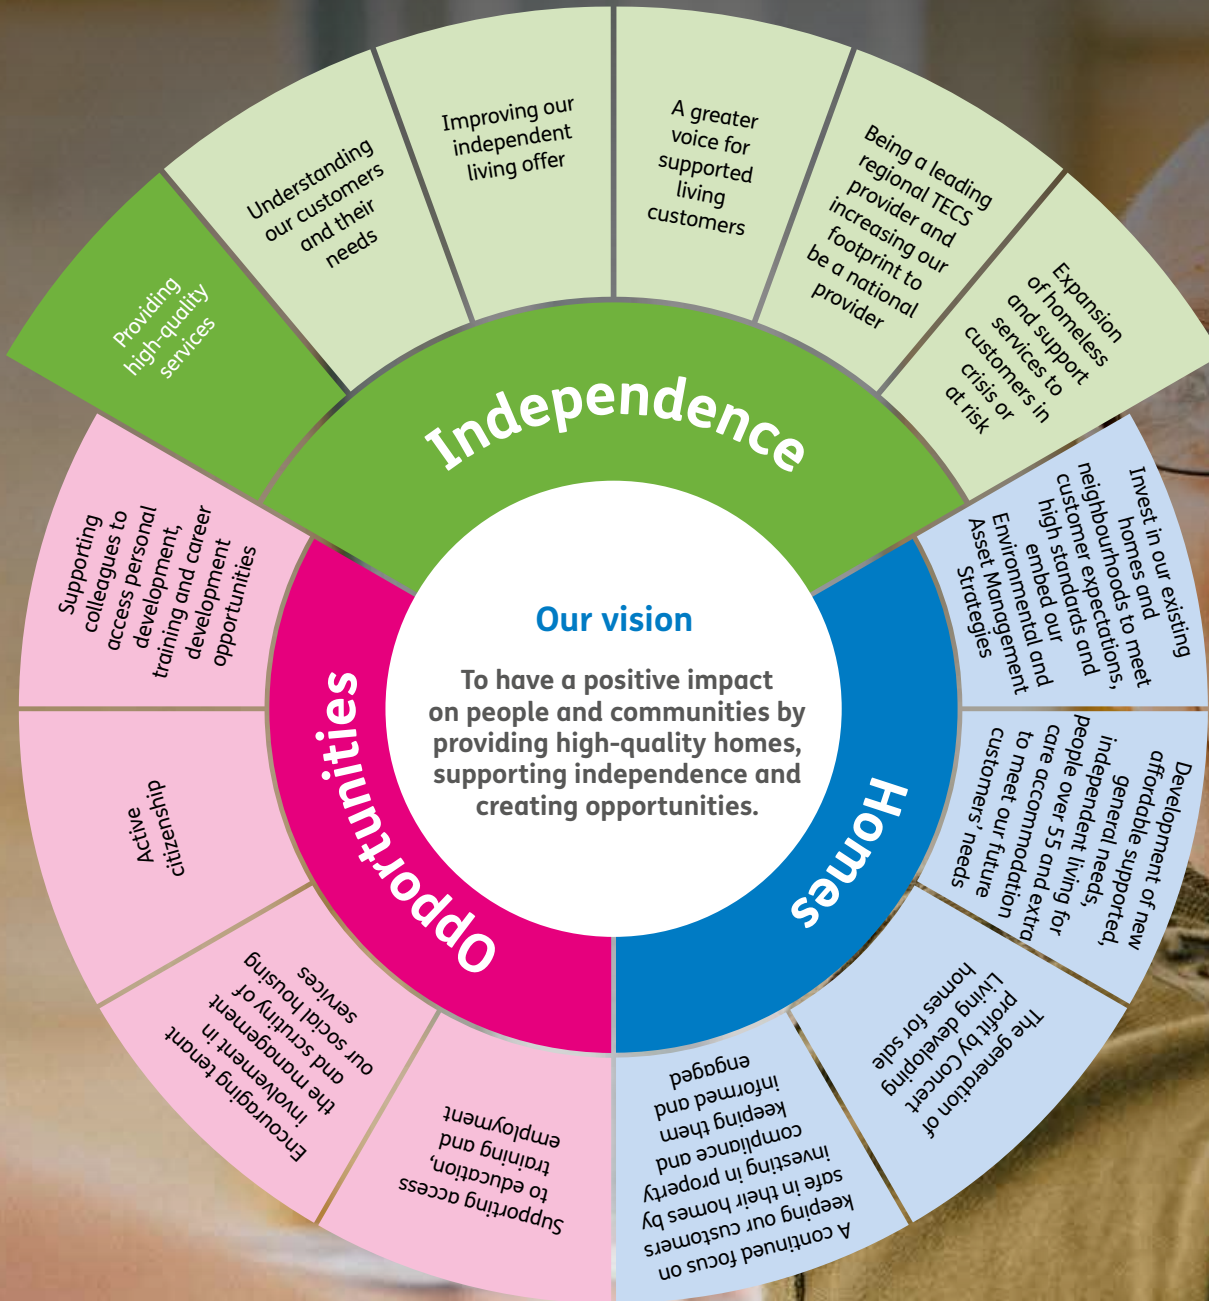 Our vision
To have a positive impact
on people and communities by
providing high-quality homes,
supporting independence and
creating opportunities.
Independence
Providing
high-quality
services
Understanding
our customers
and their
needs
Improving our
independent
living offer
A greater
voice for
supported
living
customers
Being a leading
regional TECS
provider and
increasing our
footprint to
be a national
provider
Expansion
of homeless
and support
services to
customers in
crisis or
at risk
Homes
Invest in our existing
homes and
neighbourhoods to meet
customer expectations,
high standards and
embed our
Environmental and
Asset Management
Strategies
Development of new
affordable supported,
general needs,
independent living for
people over 55 and extra
care accommodation
to meet our future
customers' needs
The generation of
profit by Concert
Living developing
homes for sale
A continued focus on
keeping our customers
safe in their homes by
investing in property
compliance and
keeping them
informed and
engaged
Opportunities
Supporting access
to education,
training and
employment
Encouraging tenant
involvement in
the management
and scrutiny of
our social housing
services
Active
citizenship
Supporting
colleagues to
access personal
development,
training and career
development
opportunities